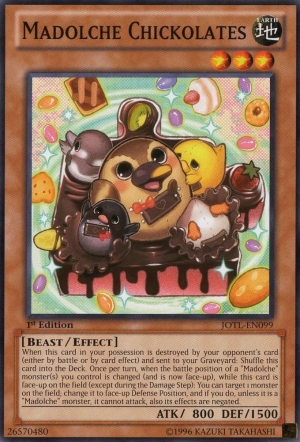 MADOLCHE CHICKOLATES
EARTH
地
1st Edition
JOTL-EN099
[BEAST / EFFECT]
When this card in your possession is destroyed by your opponent's card
(either by battle or by card effect) and sent to your Graveyard: Shuffle this
card into the Deck. Once per turn, when the battle position of a "Madolche"
monster(s) you control is changed (and is now face-up), while this card is
face-up on the field (except during the Damage Step): You can target 1 monster
on the field; change it to face-up Defense Position, and if you do, unless it is a
"Madolche" monster, it cannot attack, also its effects are negated.
ATK/ 800 DEF/1500
26570480
©1996 KAZUKI TAKAHASHI